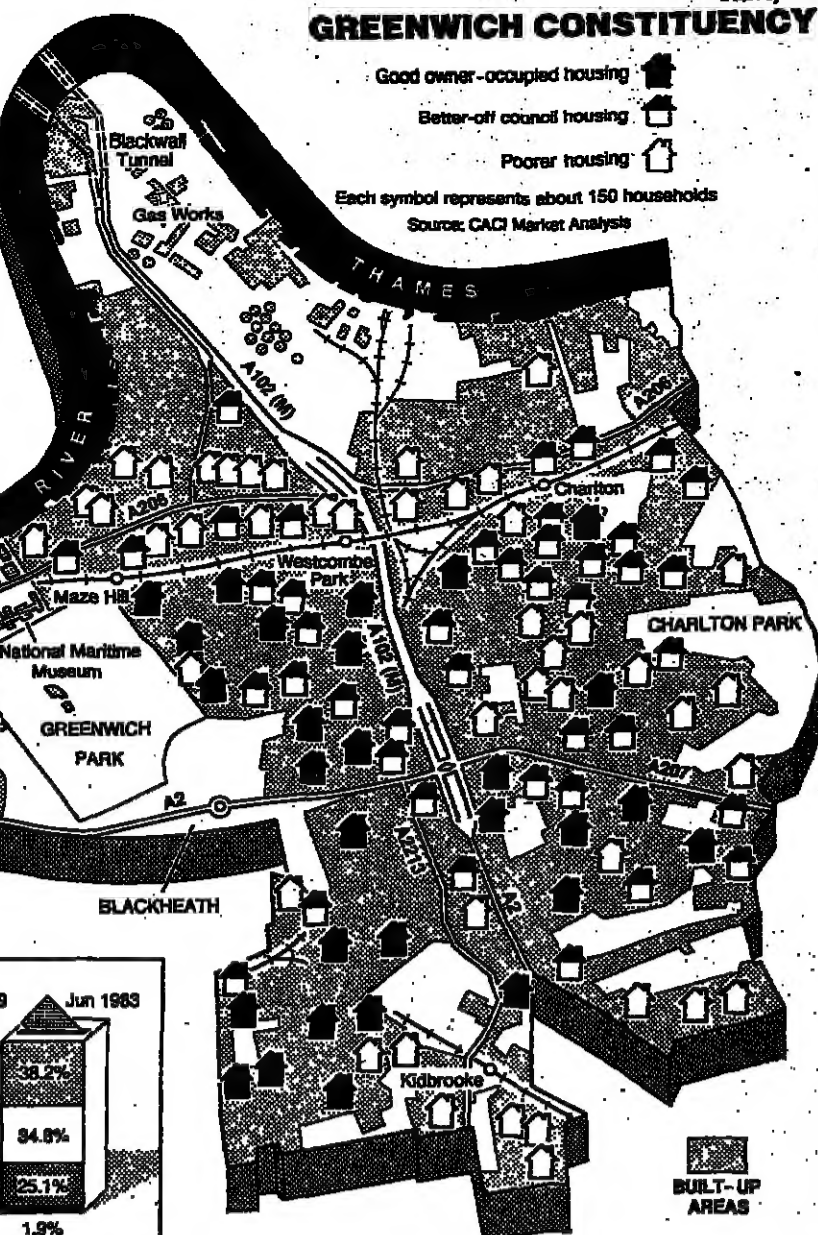 GREENWICH CONSTITUENCY
Good owner-occupied housing
Better-off council housing
Poorer housing
Each symbol represents about 150 households
Source: CACI Market Analysis
Blackwall
Tunnel
Gas Works
THAMES
RIVER
A102 (M)
A206
A206
Charlton
Westcombe
Park
Maze Hill
National Maritime
Museum
A102 (M)
CHARLTON PARK
GREENWICH
PARK
A2
A207
A2213
A2
BLACKHEATH
Kidbrooke
9
Jun 1983
38.2%
34.8%
25.1%
1.9%
BUILT-UP
AREAS